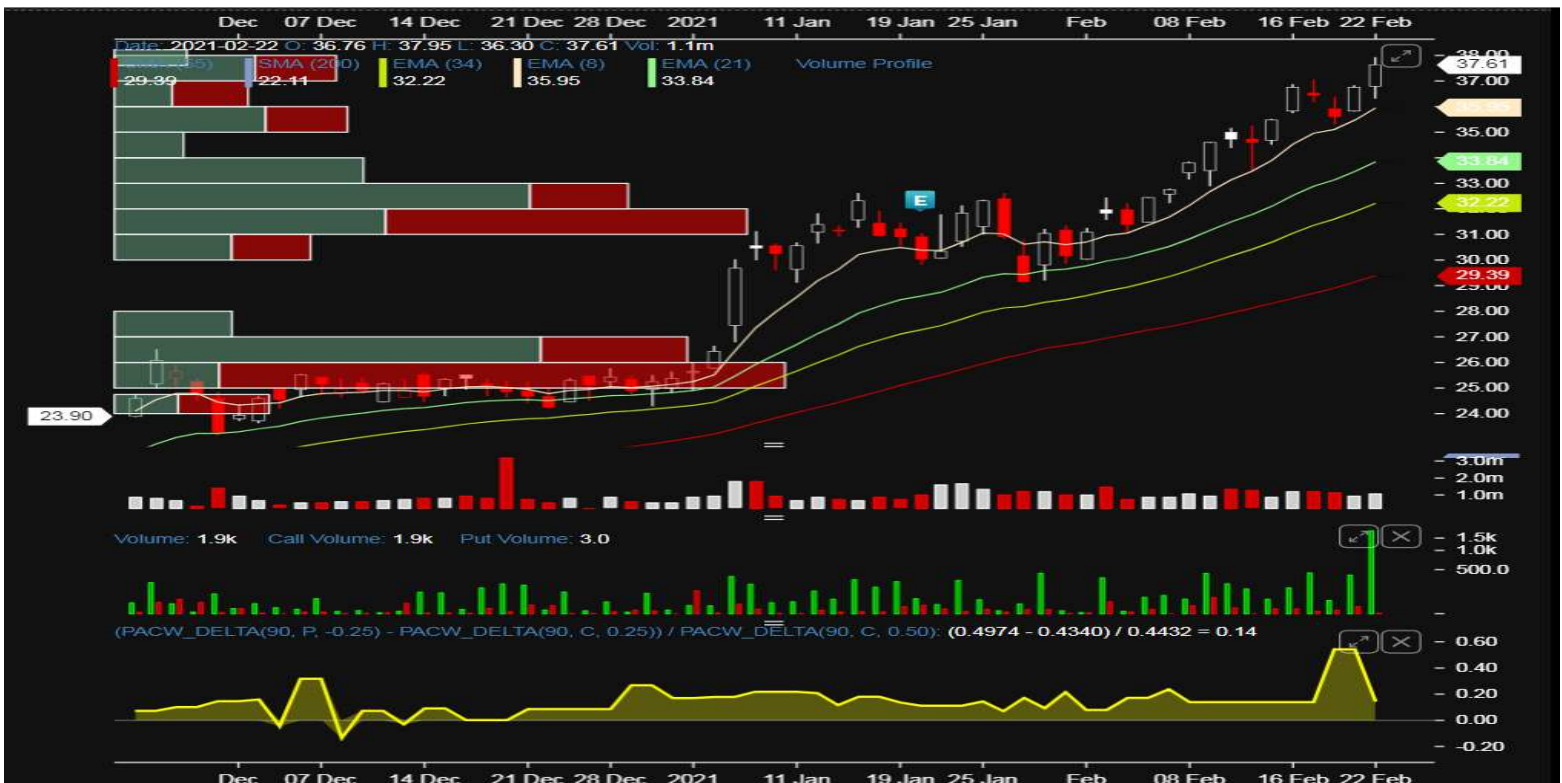 Dec 07 Dec 14 Dec 21 Dec 28 Dec 2021 11 Jan 19 Jan 25 Jan Feb 08 Feb 16 Feb 22 Feb
Date: 2021-02-22 O: 36.76 H: 37.95 L: 36.30 C: 37.61 Vol: 1.1m
SMA (200) EMA (34) EMA (8) EMA (21) Volume Profile
29.39 22.11 32.22 35.95 33.84
38.00
37.61
37.00
35.95
35.00
33.84
33.00
32.22
31.00
30.00
29.39
29.00
28.00
27.00
26.00
25.00
24.00
23.90
E
3.0m
2.0m
1.0m
Volume: 1.9k Call Volume: 1.9k Put Volume: 3.0
1.5k
1.0k
500.0
(PACW_DELTA(90, P, -0.25) - PACW_DELTA(90, C, 0.25)) / PACW_DELTA(90, C, 0.50): (0.4974 - 0.4340) / 0.4432 = 0.14
0.60
0.40
0.20
0.00
-0.20
Dec 07 Dec 14 Dec 21 Dec 28 Dec 2021 11 Jan 19 Jan 25 Jan Feb 08 Feb 16 Feb 22 Feb